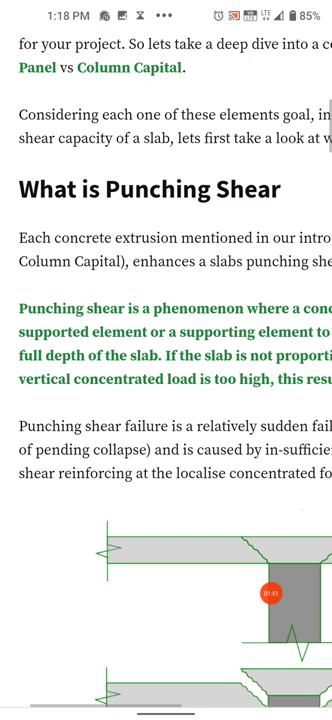 1:18 PM
LTE
85%
for your project. So lets take a deep dive into a
Panel vs Column Capital.
Considering each one of these elements goal, in
shear capacity of a slab, lets first take a look at
What is Punching Shear
Each concrete extrusion mentioned in our intro
Column Capital), enhances a slabs punching she
Punching shear is a phenomenon where a conc
supported element or a supporting element to
full depth of the slab. If the slab is not proporti
vertical concentrated load is too high, this resu
Punching shear failure is a relatively sudden fail
of pending collapse) and is caused by in-sufficie
shear reinforcing at the localise concentrated fo
01:51